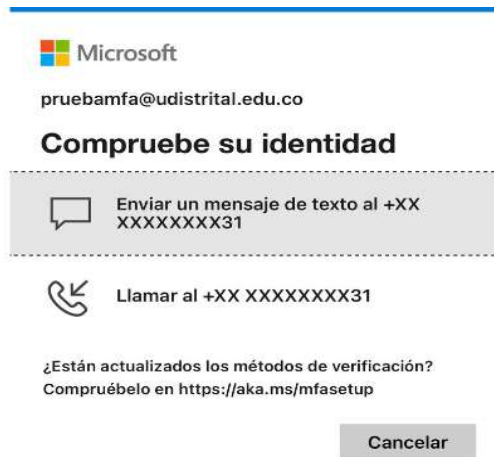 Microsoft
pruebamfa@udistrital.edu.co
Compruebe su identidad
Enviar un mensaje de texto al +XX
XXXXXXXX31
Llamar al +XX XXXXXXXX31
¿Están actualizados los métodos de verificación?
Compruébelo en https://aka.ms/mfasetup
Cancelar